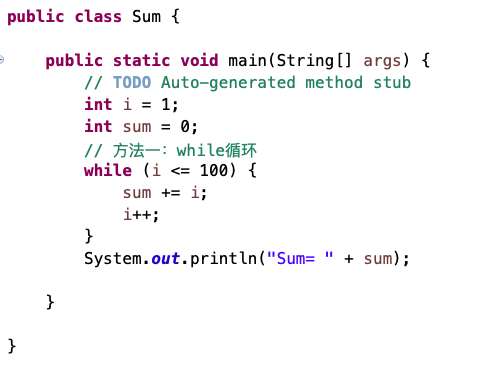 public class Sum {
public static void main(String[] args) {
// TODO Auto-generated method stub
int i = 1;
int sum = 0;
// 方法一：while循环
while (i <= 100) {
sum += i;
i++;
}
System.out.println("Sum= " + sum);
}
}